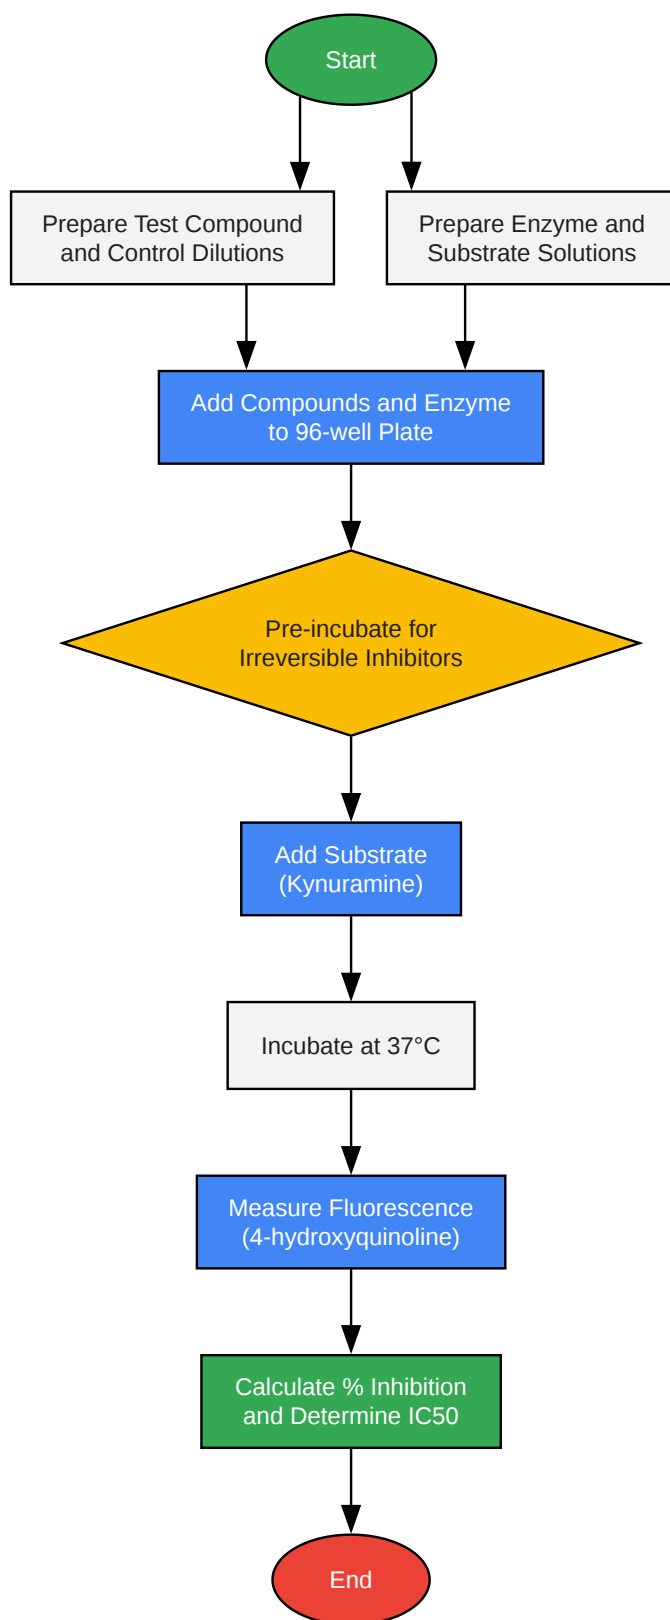 Start
Prepare Test Compound
and Control Dilutions
Prepare Enzyme and
Substrate Solutions
Add Compounds and Enzyme
to 96-well Plate
Pre-incubate for
Irreversible Inhibitors
Add Substrate
(Kynuramine)
Incubate at 37°C
Measure Fluorescence
(4-hydroxyquinoline)
Calculate % Inhibition
and Determine IC50
End